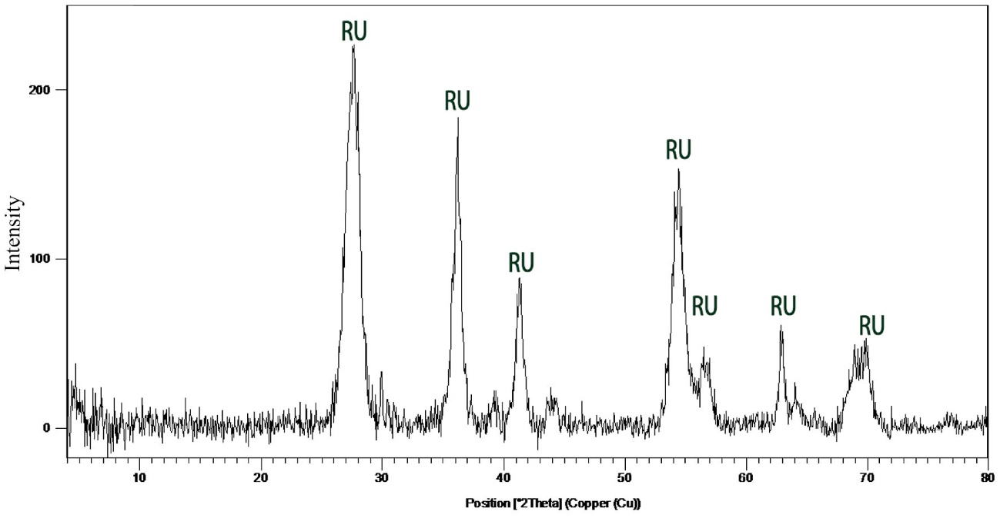 RU
RU
RU
RU
RU
RU
RU
Intensity
200
100
0
10 20 30 40 50 60 70 80
Position [°2Theta] (Copper (Cu))